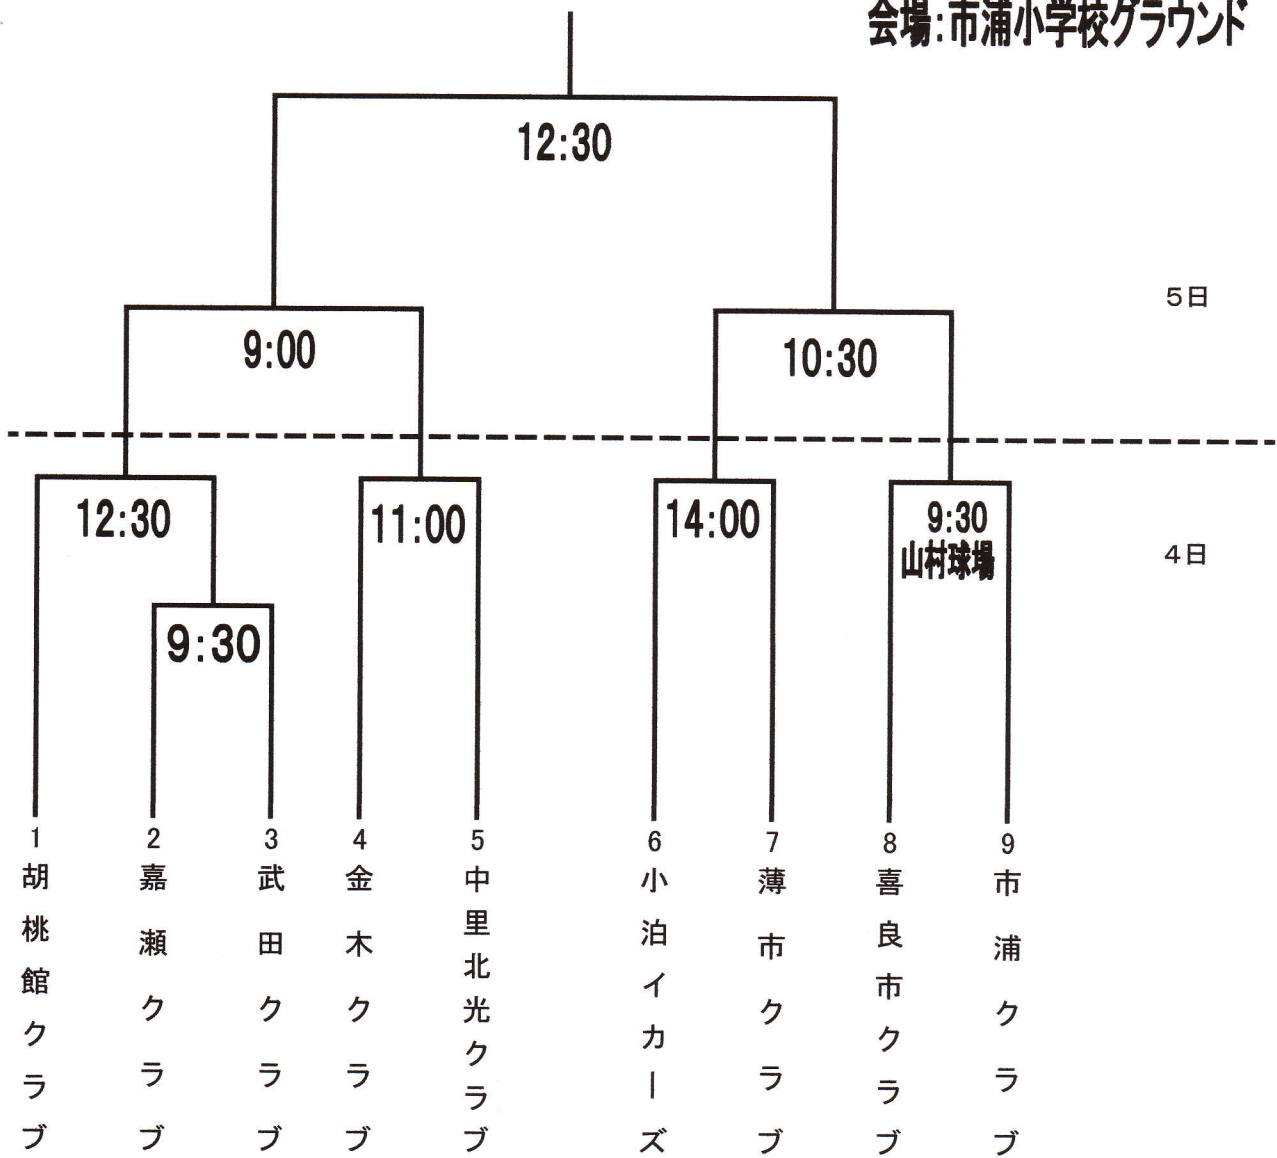 会場:市浦小学校グラウンド
12:30
5日
9:00
10:30
12:30
11:00
14:00
9:30
山村球場
4日
9:30
1
胡桃館クラブ
2
嘉瀬クラブ
3
武田クラブ
4
金木クラブ
5
中里北光クラブ
6
小泊イカーズ
7
薄市クラブ
8
喜良市クラブ
9
市浦クラブ